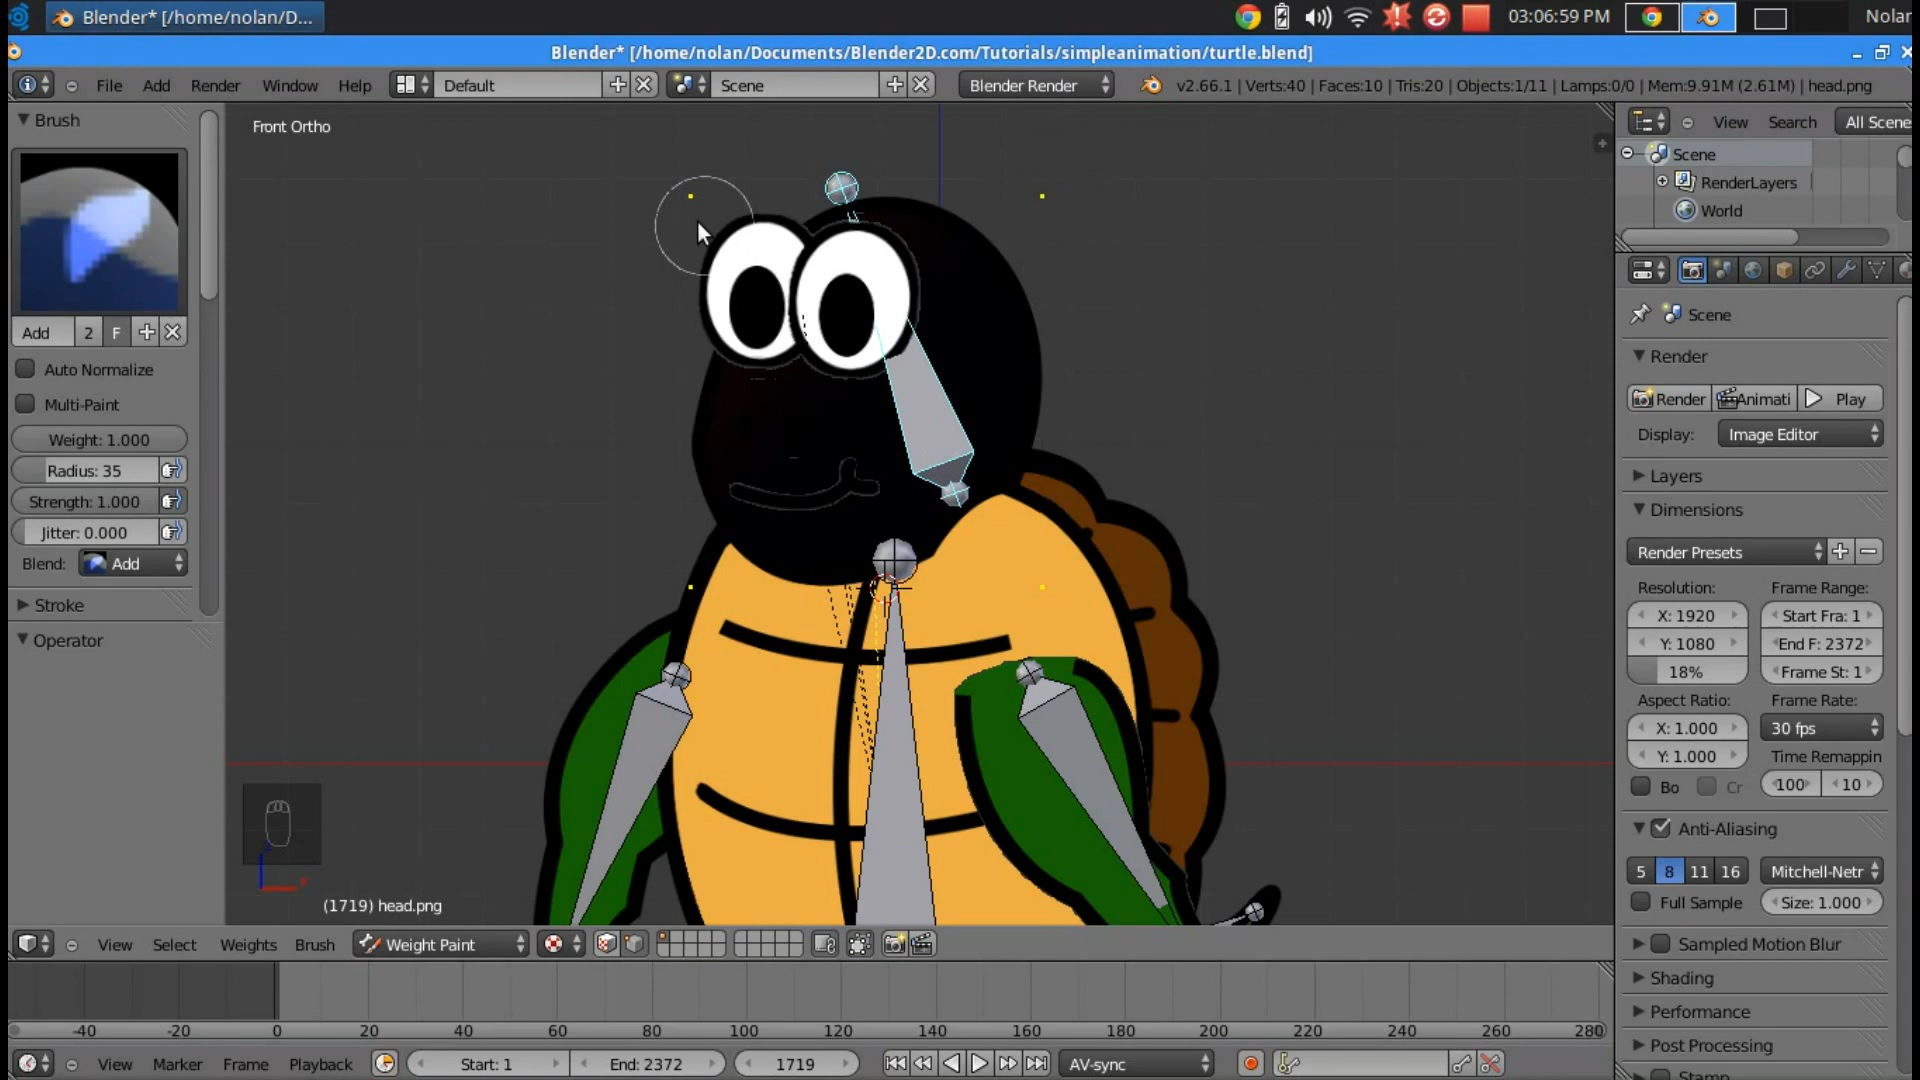 Blender* [/home/nolan/D...
03:06:59 PM
Nolan
Blender* [/home/nolan/Documents/Blender2D.com/Tutorials/simpleanimation/turtle.blend]
File Add Render Window Help
Default
Scene
Blender Render
v2.66.1 | Verts:40 | Faces:10 | Tris:20 | Objects:1/11 | Lamps:0/0 | Mem:9.91M (2.61M) | head.png
Brush
Add 2 F
Auto Normalize
Multi-Paint
Weight: 1.000
Radius: 35
Strength: 1.000
Jitter: 0.000
Blend: Add
Stroke
Operator
Front Ortho
(1719) head.png
View Select Weights Brush Weight Paint
-40 -20 0 20 40 60 80 100 120 140 160 180 200 220 240 260 280
View Marker Frame Playback Start: 1 End: 2372 1719 AV-sync
View Search All Scene
Scene
RenderLayers
World
Scene
Render
Render Animati Play
Display: Image Editor
Layers
Dimensions
Render Presets
Resolution: Frame Range:
X: 1920 Start Fra: 1
Y: 1080 End F: 2372
18% Frame St: 1
Aspect Ratio: Frame Rate:
X: 1.000 30 fps
Y: 1.000 Time Remappin
Bo Cr 100 10
Anti-Aliasing
5 8 11 16 Mitchell-Netr
Full Sample Size: 1.000
Sampled Motion Blur
Shading
Performance
Post Processing
Stamp